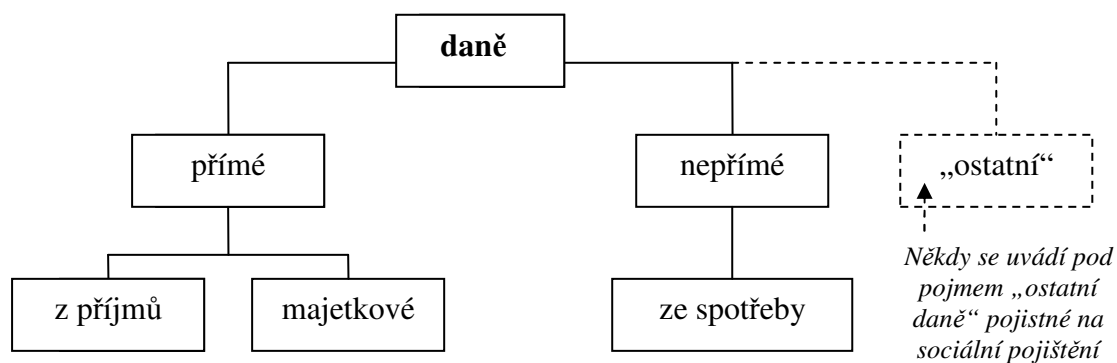 daně
přímé
nepřímé
„ostatní“
z příjmů
majetkové
ze spotřeby
Někdy se uvádí pod
pojmem „ostatní
daně“ pojistné na
sociální pojištění